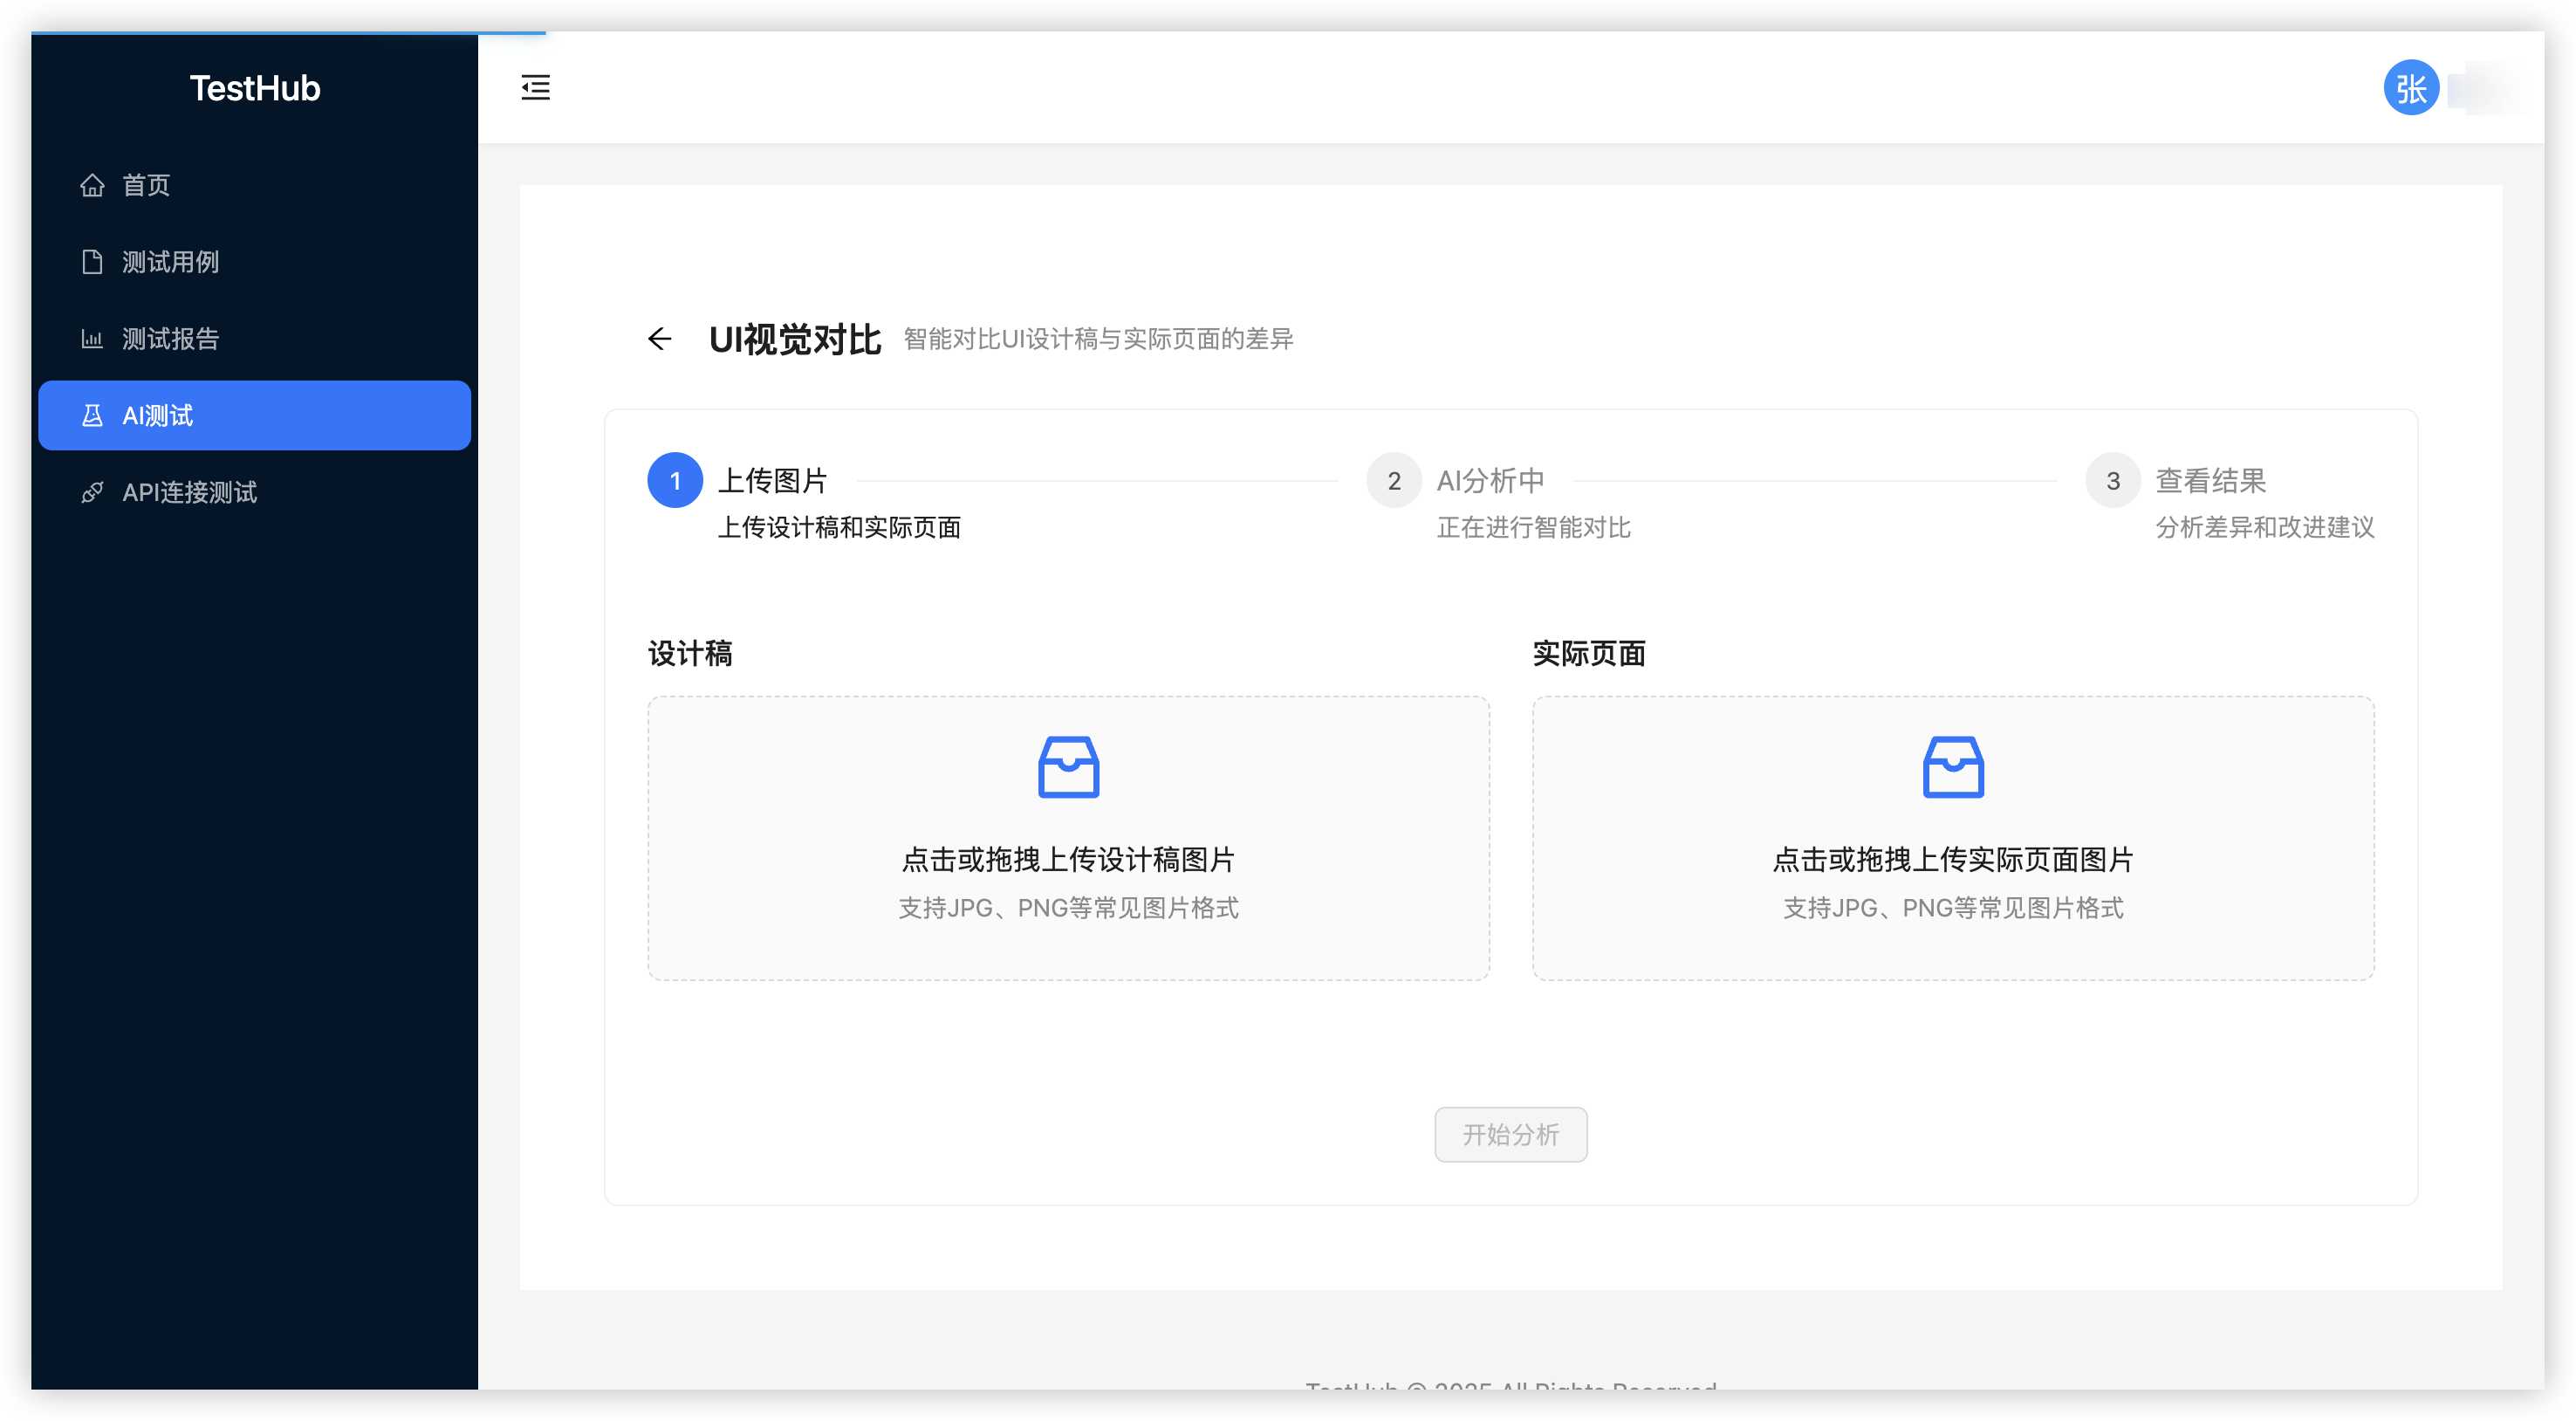 TestHub
首页
测试用例
测试报告
AI测试
API连接测试
张
UI视觉对比 智能对比UI设计稿与实际页面的差异
1 上传图片
上传设计稿和实际页面
2 AI分析中
正在进行智能对比
3 查看结果
分析差异和改进建议
设计稿
点击或拖拽上传设计稿图片
支持JPG、PNG等常见图片格式
实际页面
点击或拖拽上传实际页面图片
支持JPG、PNG等常见图片格式
开始分析
TestHub © 2025 All Rights Reserved